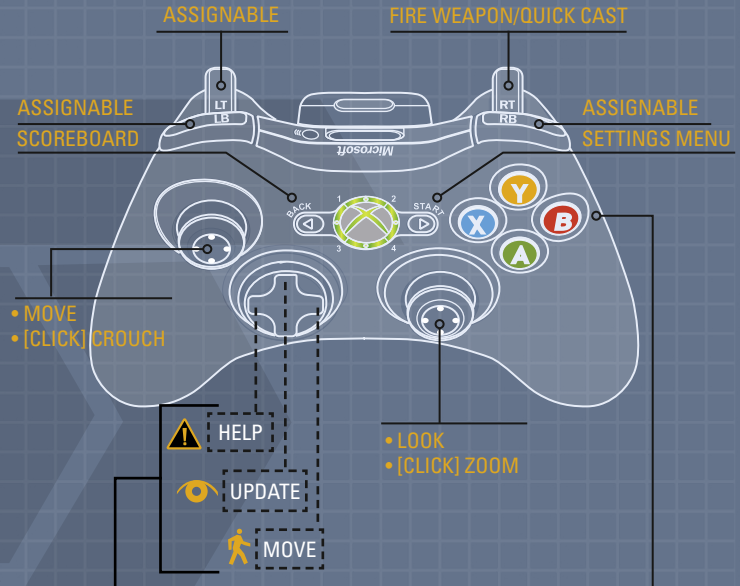 ASSIGNABLE
FIRE WEAPON/QUICK CAST
LT
RT
ASSIGNABLE
LB
RB
ASSIGNABLE
SCOREBOARD
SETTINGS MENU
Microsoft
BACK
1
2
START
3
4
Y
X
B
A
• MOVE
• [CLICK] CROUCH
HELP
• LOOK
• [CLICK] ZOOM
UPDATE
MOVE